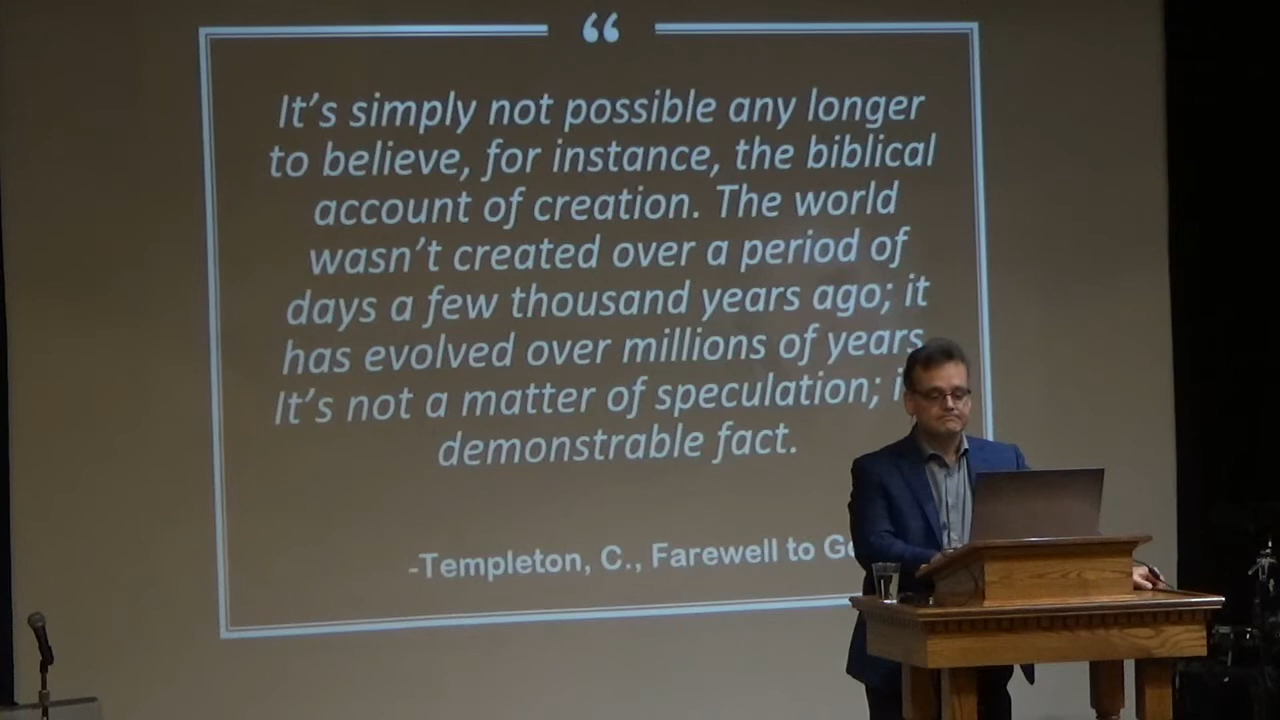 “
It’s simply not possible any longer
to believe, for instance, the biblical
account of creation. The world
wasn’t created over a period of
days a few thousand years ago; it
has evolved over millions of years
It’s not a matter of speculation;
demonstrable fact.
-Templeton, C., Farewell to